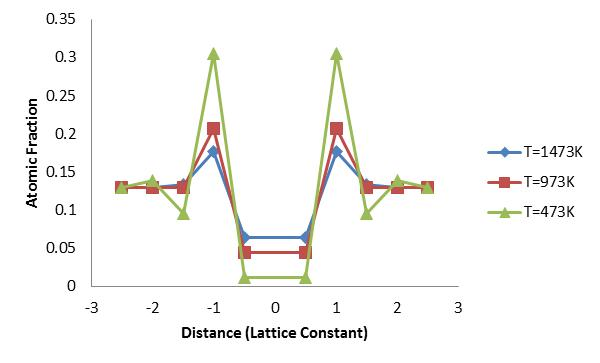 0.35
0.3
0.25
0.2
0.15
0.1
0.05
0
Atomic Fraction
-3 -2 -1 0 1 2 3
Distance (Lattice Constant)
T=1473K
T=973K
T=473K